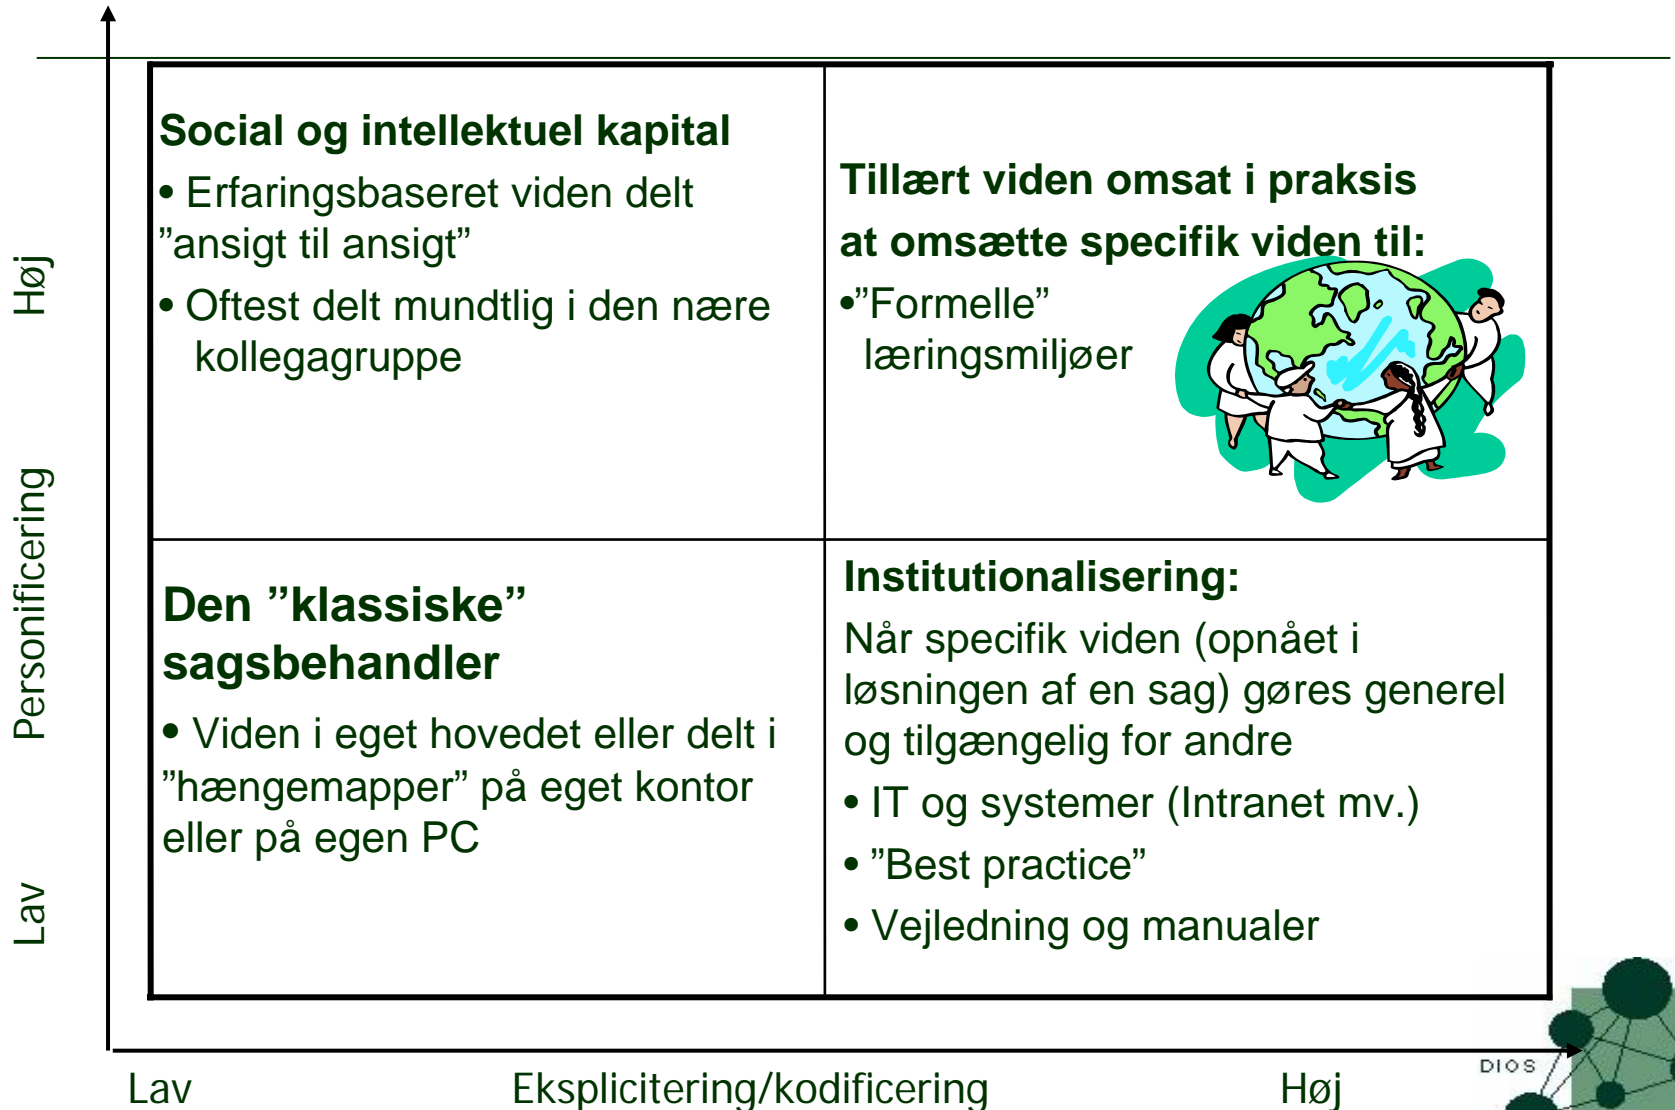 Social og intellektuel kapital
• Erfaringsbaseret viden delt
”ansigt til ansigt”
• Oftest delt mundtlig i den nære
kollegagruppe
Tillært viden omsat i praksis
at omsætte specifik viden til:
•”Formelle”
læringsmiljøer
Den ”klassiske”
sagsbehandler
• Viden i eget hovedet eller delt i
”hængemapper” på eget kontor
eller på egen PC
Institutionalisering:
Når specifik viden (opnået i
løsningen af en sag) gøres generel
og tilgængelig for andre
• IT og systemer (Intranet mv.)
• ”Best practice”
• Vejledning og manualer
Høj
Personificering
Lav
Lav
Eksplicitering/kodificering
Høj
DIOS